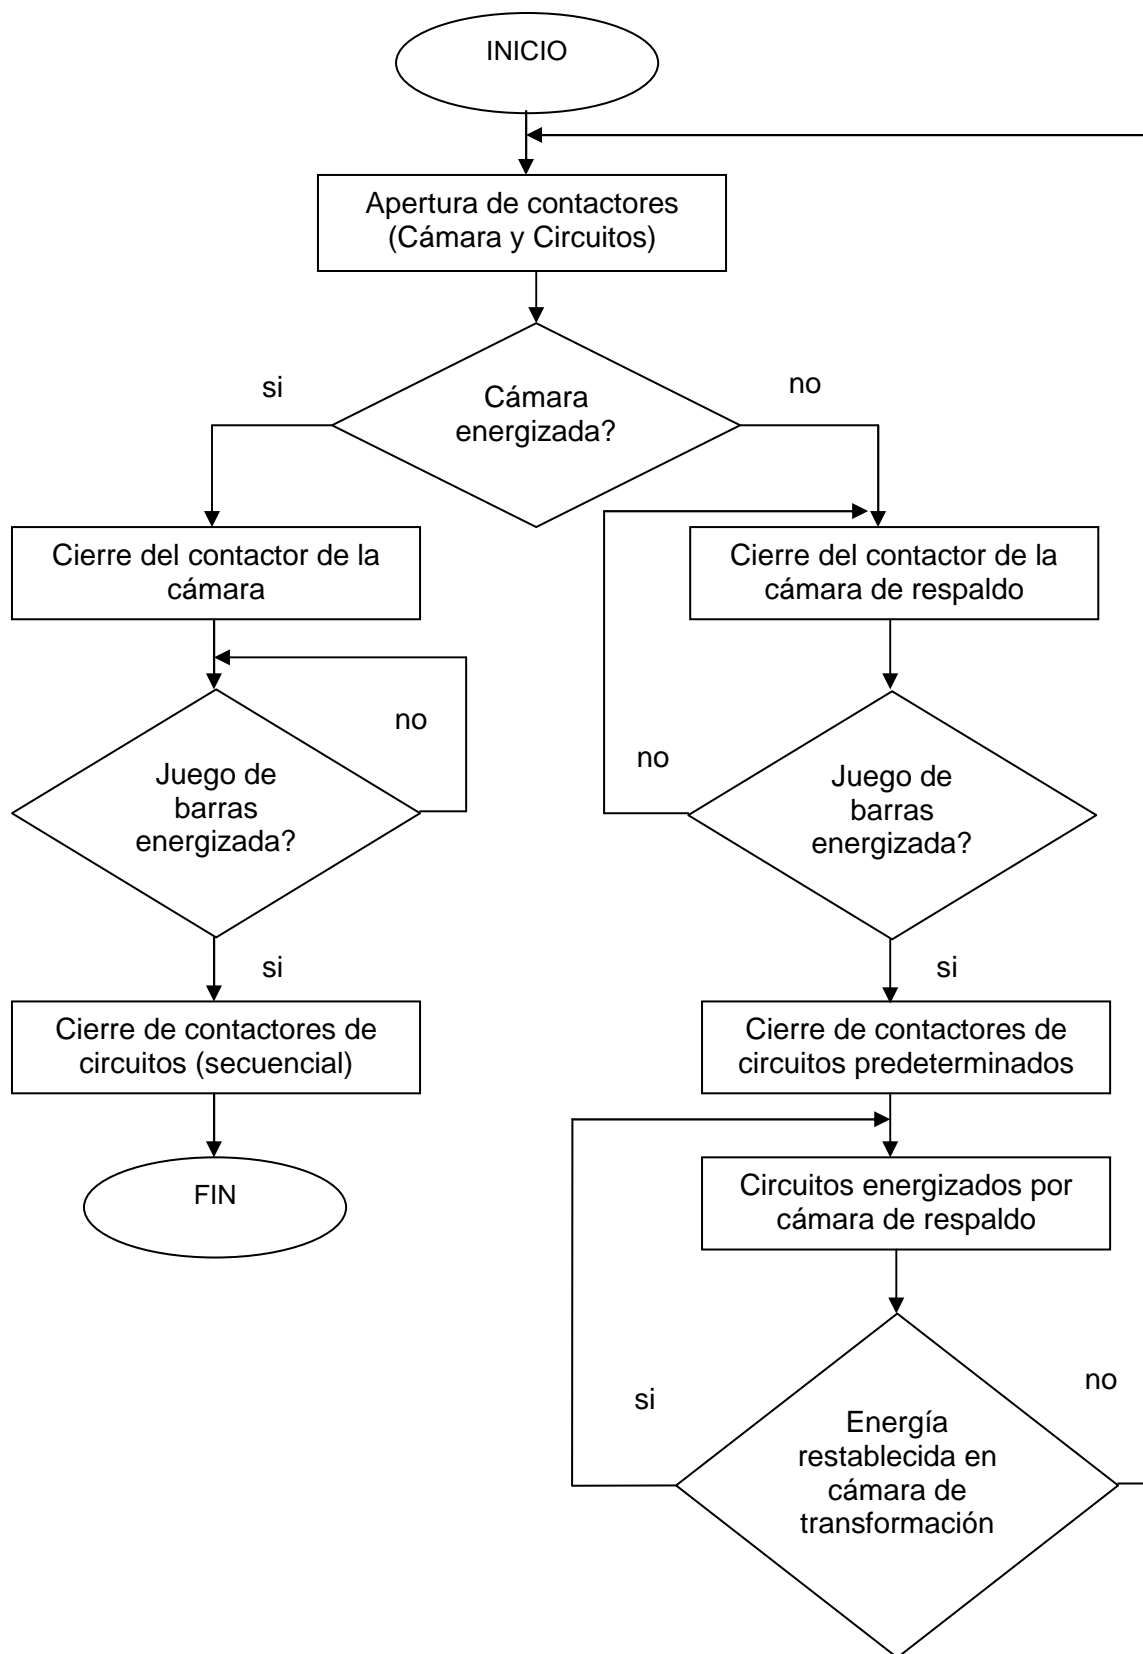 INICIO
Apertura de contactores
(Cámara y Circuitos)
si
no
Cámara
energizada?
Cierre del contactor de la
cámara
Cierre del contactor de la
cámara de respaldo
no
no
Juego de
barras
energizada?
Juego de
barras
energizada?
si
si
Cierre de contactores de
circuitos (secuencial)
Cierre de contactores de
circuitos predeterminados
FIN
Circuitos energizados por
cámara de respaldo
si
no
Energía
restablecida en
cámara de
transformación